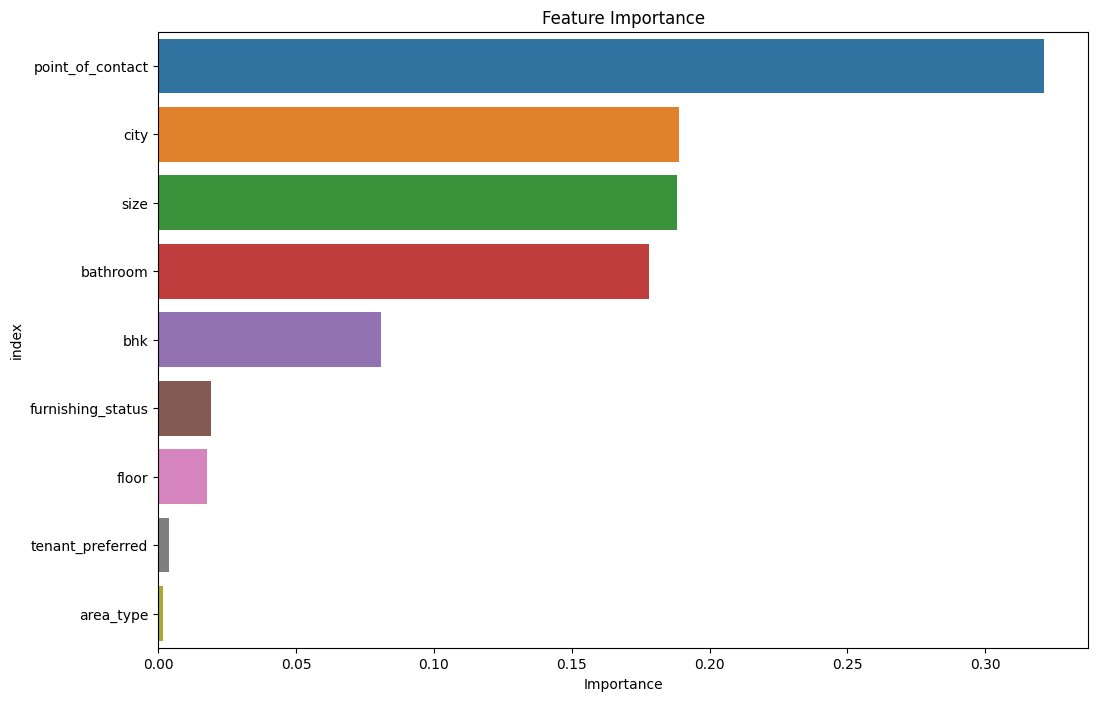 Feature Importance
point_of_contact
city
size
bathroom
bhk
furnishing_status
floor
tenant_preferred
area_type
index
0.00 0.05 0.10 0.15 0.20 0.25 0.30
Importance